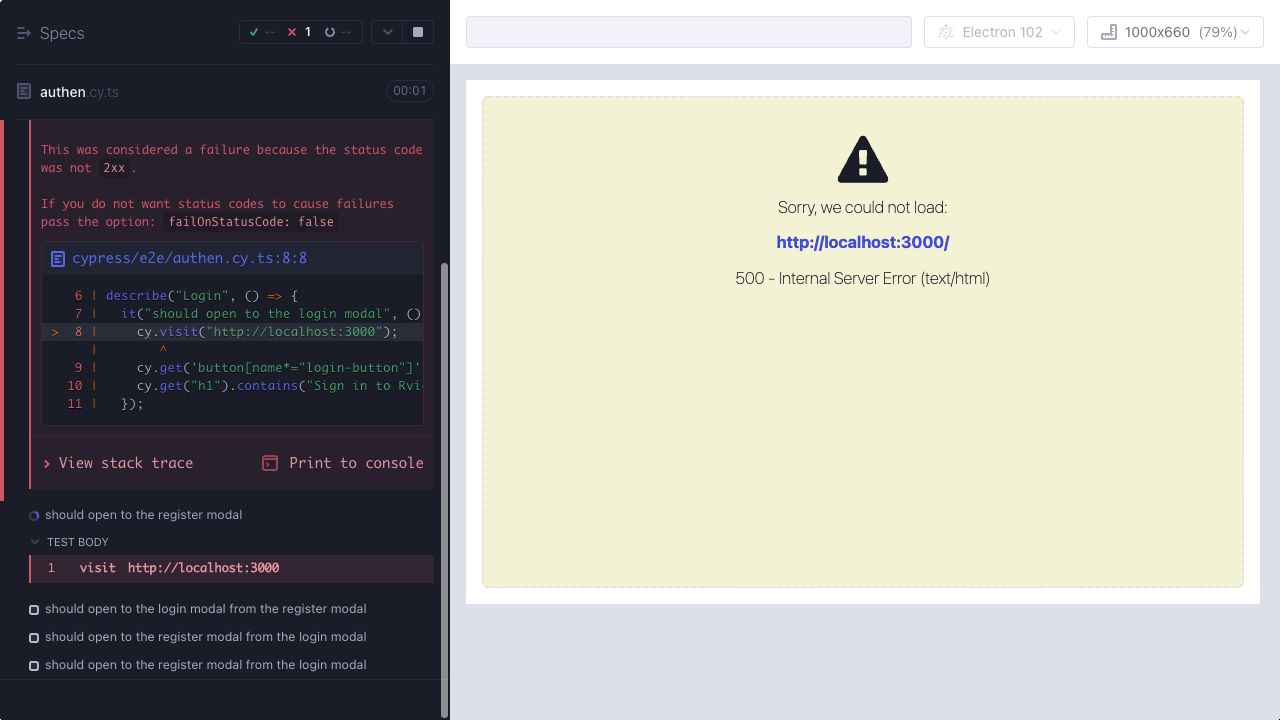 Specs
-- 1 --
authen.cy.ts
00:01
This was considered a failure because the status code
was not 2xx.
If you do not want status codes to cause failures
pass the option: failOnStatusCode: false
cypress/e2e/authen.cy.ts:8:8
6 | describe("Login", () => {
7 | it("should open to the login modal", ()
> 8 | cy.visit("http://localhost:3000");
| ^
9 | cy.get('button[name*="login-button"]'
10 | cy.get("h1").contains("Sign in to Rvi
11 | });
View stack trace
Print to console
should open to the register modal
TEST BODY
1 visit http://localhost:3000
should open to the login modal from the register modal
should open to the register modal from the login modal
should open to the register modal from the login modal
Electron 102
1000x660 (79%)
Sorry, we could not load:
http://localhost:3000/
500 - Internal Server Error (text/html)